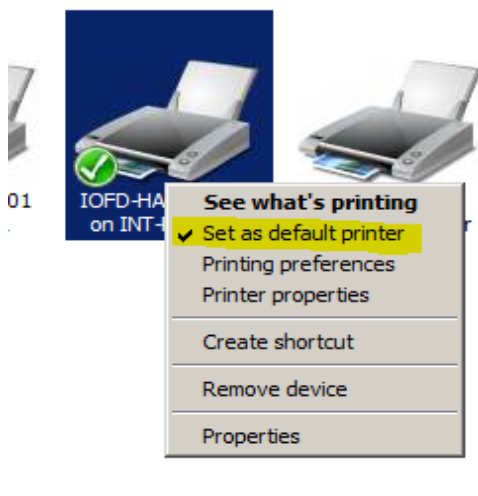 01
IOFD-HA
on INT-
See what's printing
Set as default printer
Printing preferences
Printer properties
Create shortcut
Remove device
Properties